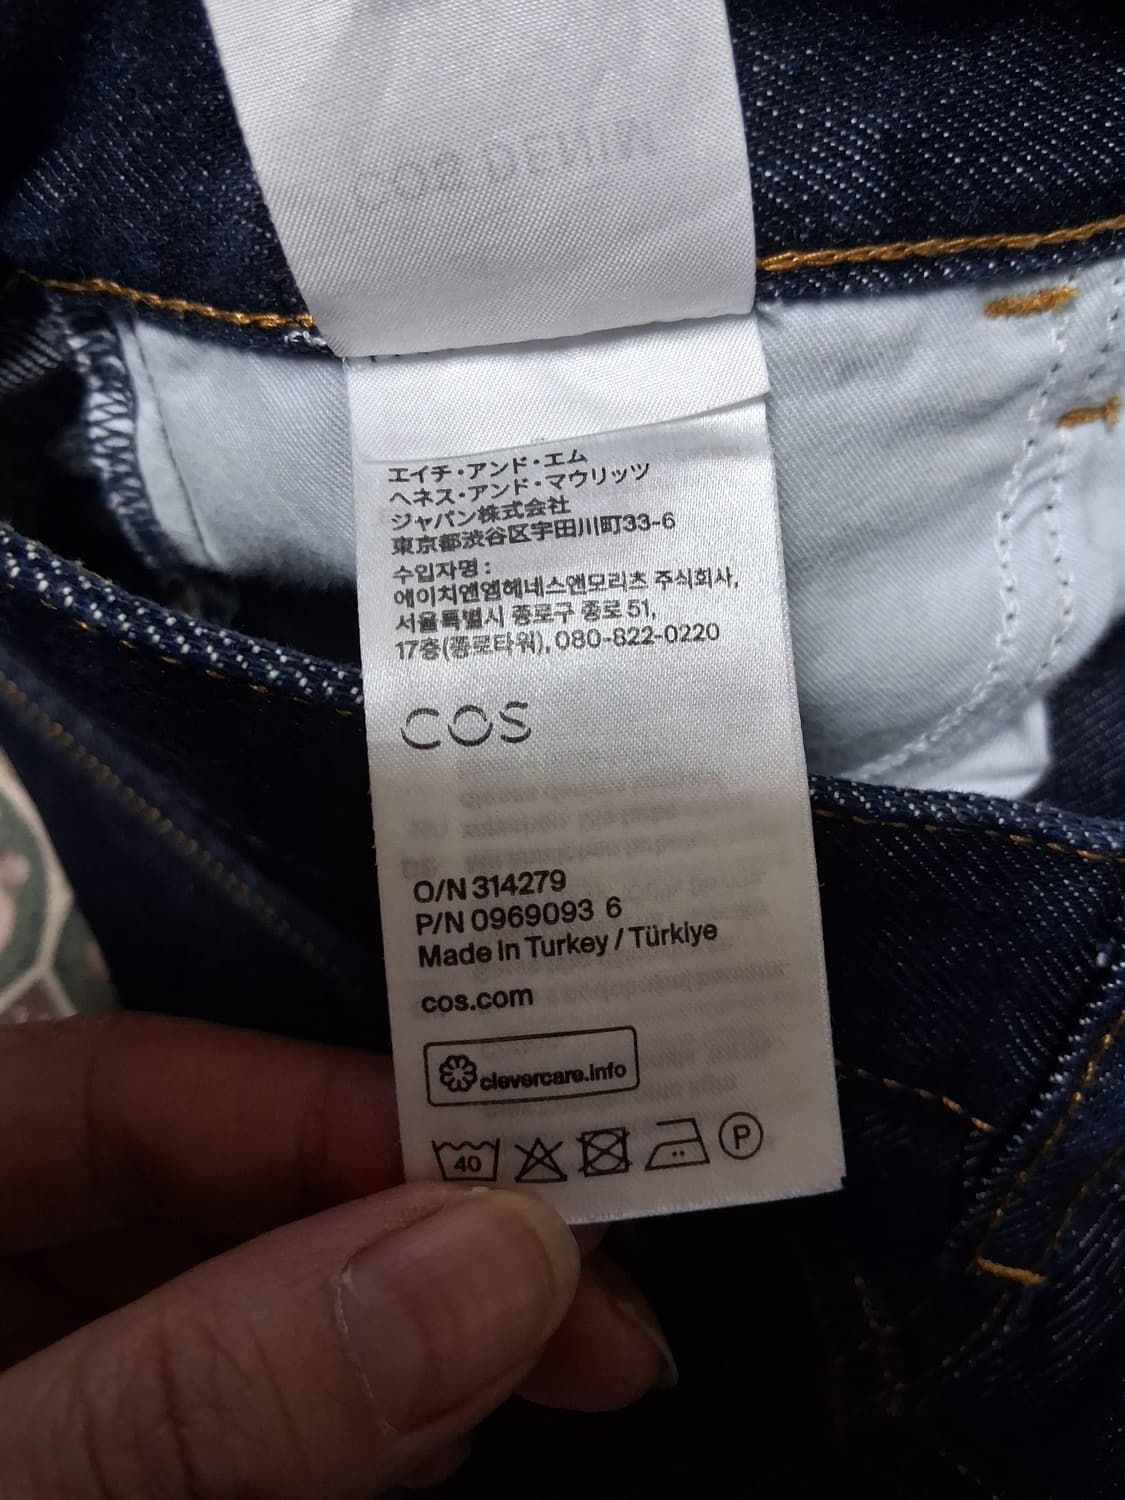 COS DENIM
エイチ・アンド・エム
ヘネス・アンド・マウリッツ
ジャパン株式会社
東京都渋谷区宇田川町33-6
수입자명 :
에이치앤엠헤네스앤모리츠 주식회사,
서울특별시 종로구 종로 51,
17층(종로타워), 080-822-0220
COS
O/N 314279
P/N 0969093 6
Made in Turkey / Türkiye
cos.com
clevercare.info
40
P